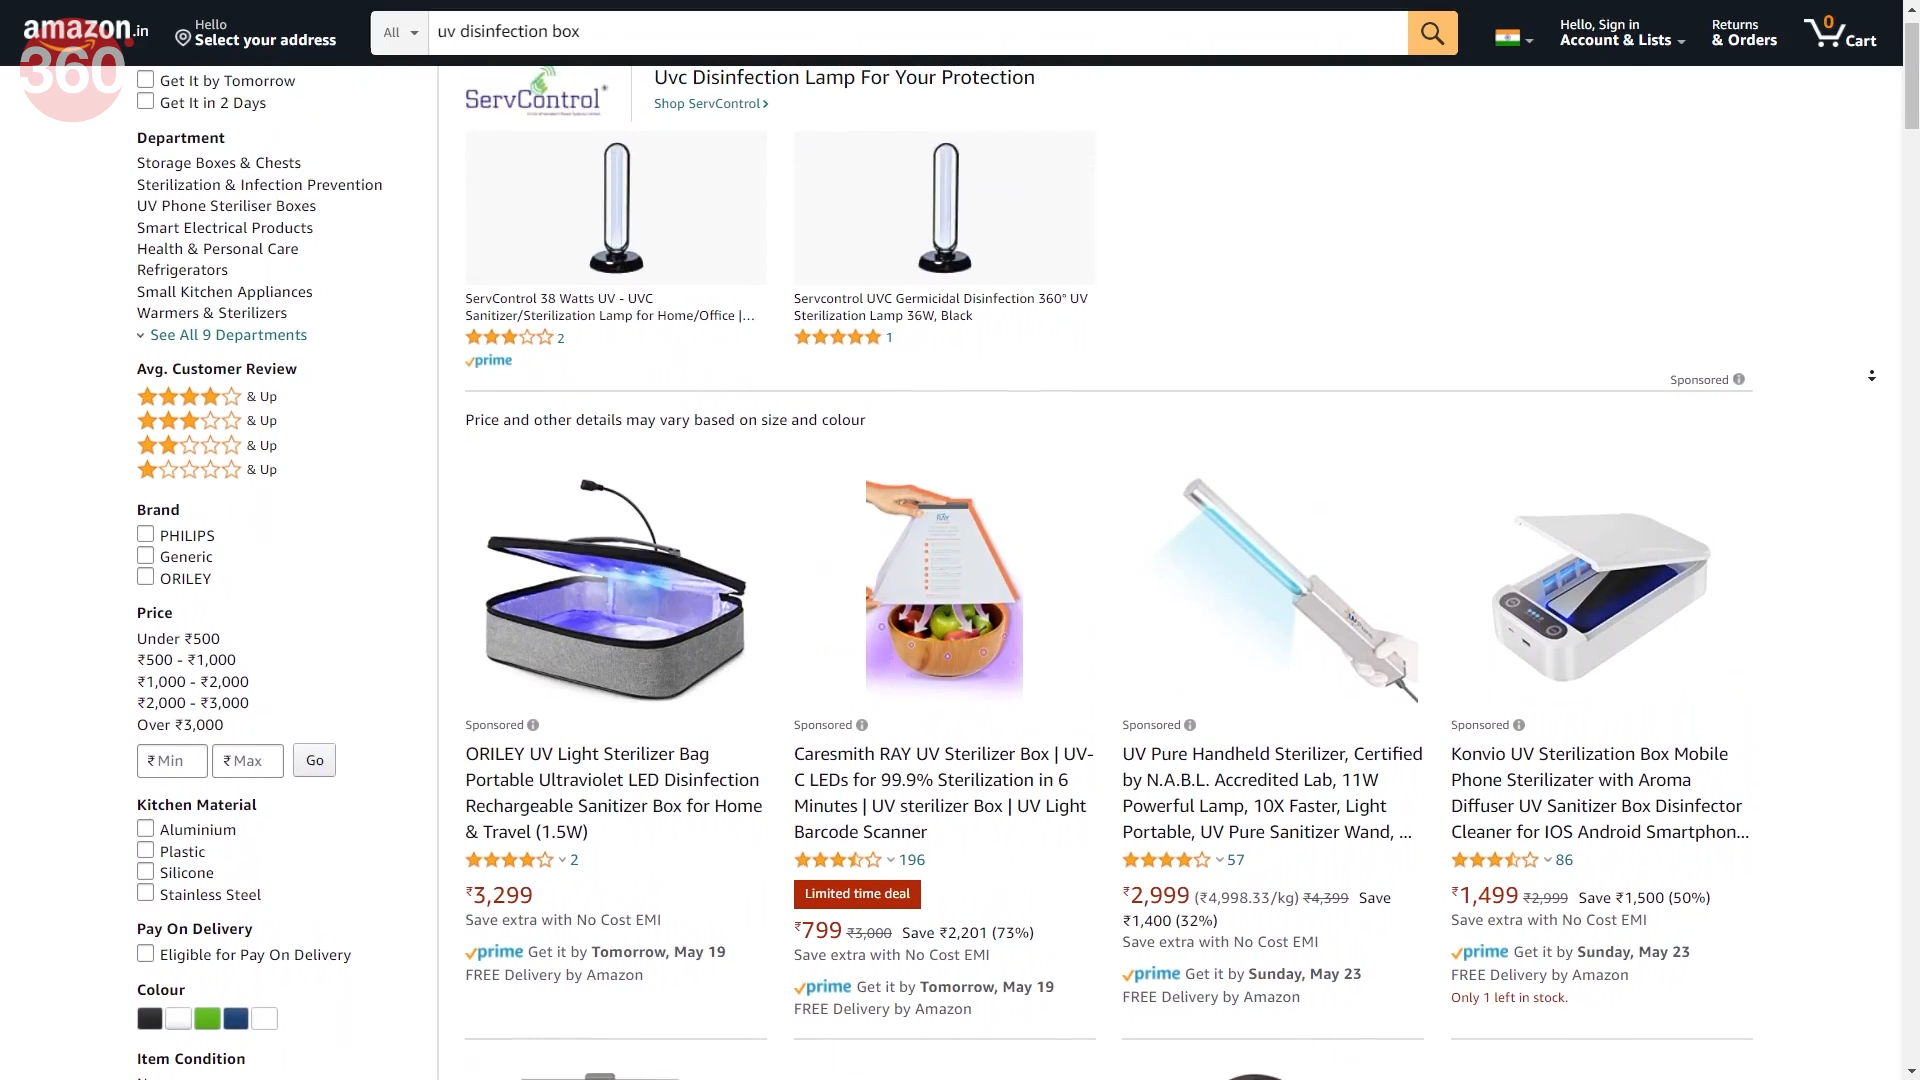 amazon.in
360
Hello
Select your address
All
uv disinfection box
Hello, Sign in
Account & Lists
Returns
& Orders
0
Cart
Get It by Tomorrow
Get It in 2 Days
Department
Storage Boxes & Chests
Sterilization & Infection Prevention
UV Phone Steriliser Boxes
Smart Electrical Products
Health & Personal Care
Refrigerators
Small Kitchen Appliances
Warmers & Sterilizers
See All 9 Departments
Avg. Customer Review
& Up
& Up
& Up
& Up
Brand
PHILIPS
Generic
ORILEY
Price
Under ₹500
₹500 - ₹1,000
₹1,000 - ₹2,000
₹2,000 - ₹3,000
Over ₹3,000
₹ Min
₹ Max
Go
Kitchen Material
Aluminium
Plastic
Silicone
Stainless Steel
Pay On Delivery
Eligible for Pay On Delivery
Colour
Item Condition
ServControl
Uvc Disinfection Lamp For Your Protection
Shop ServControl ›
ServControl 38 Watts UV - UVC
Sanitizer/Sterilization Lamp for Home/Office |...
2
prime
Servcontrol UVC Germicidal Disinfection 360° UV
Sterilization Lamp 36W, Black
1
Sponsored
Price and other details may vary based on size and colour
Sponsored
ORILEY UV Light Sterilizer Bag
Portable Ultraviolet LED Disinfection
Rechargeable Sanitizer Box for Home
& Travel (1.5W)
2
₹3,299
Save extra with No Cost EMI
prime Get it by Tomorrow, May 19
FREE Delivery by Amazon
RAY
Sponsored
Caresmith RAY UV Sterilizer Box | UV-
C LEDs for 99.9% Sterilization in 6
Minutes | UV sterilizer Box | UV Light
Barcode Scanner
196
Limited time deal
₹799 ₹3,000 Save ₹2,201 (73%)
Save extra with No Cost EMI
prime Get it by Tomorrow, May 19
FREE Delivery by Amazon
Sponsored
UV Pure Handheld Sterilizer, Certified
by N.A.B.L. Accredited Lab, 11W
Powerful Lamp, 10X Faster, Light
Portable, UV Pure Sanitizer Wand, ...
57
₹2,999 (₹4,998.33/kg) ₹4,399 Save
₹1,400 (32%)
Save extra with No Cost EMI
prime Get it by Sunday, May 23
FREE Delivery by Amazon
Sponsored
Konvio UV Sterilization Box Mobile
Phone Sterilizater with Aroma
Diffuser UV Sanitizer Box Disinfector
Cleaner for IOS Android Smartphon...
86
₹1,499 ₹2,999 Save ₹1,500 (50%)
Save extra with No Cost EMI
prime Get it by Sunday, May 23
FREE Delivery by Amazon
Only 1 left in stock.